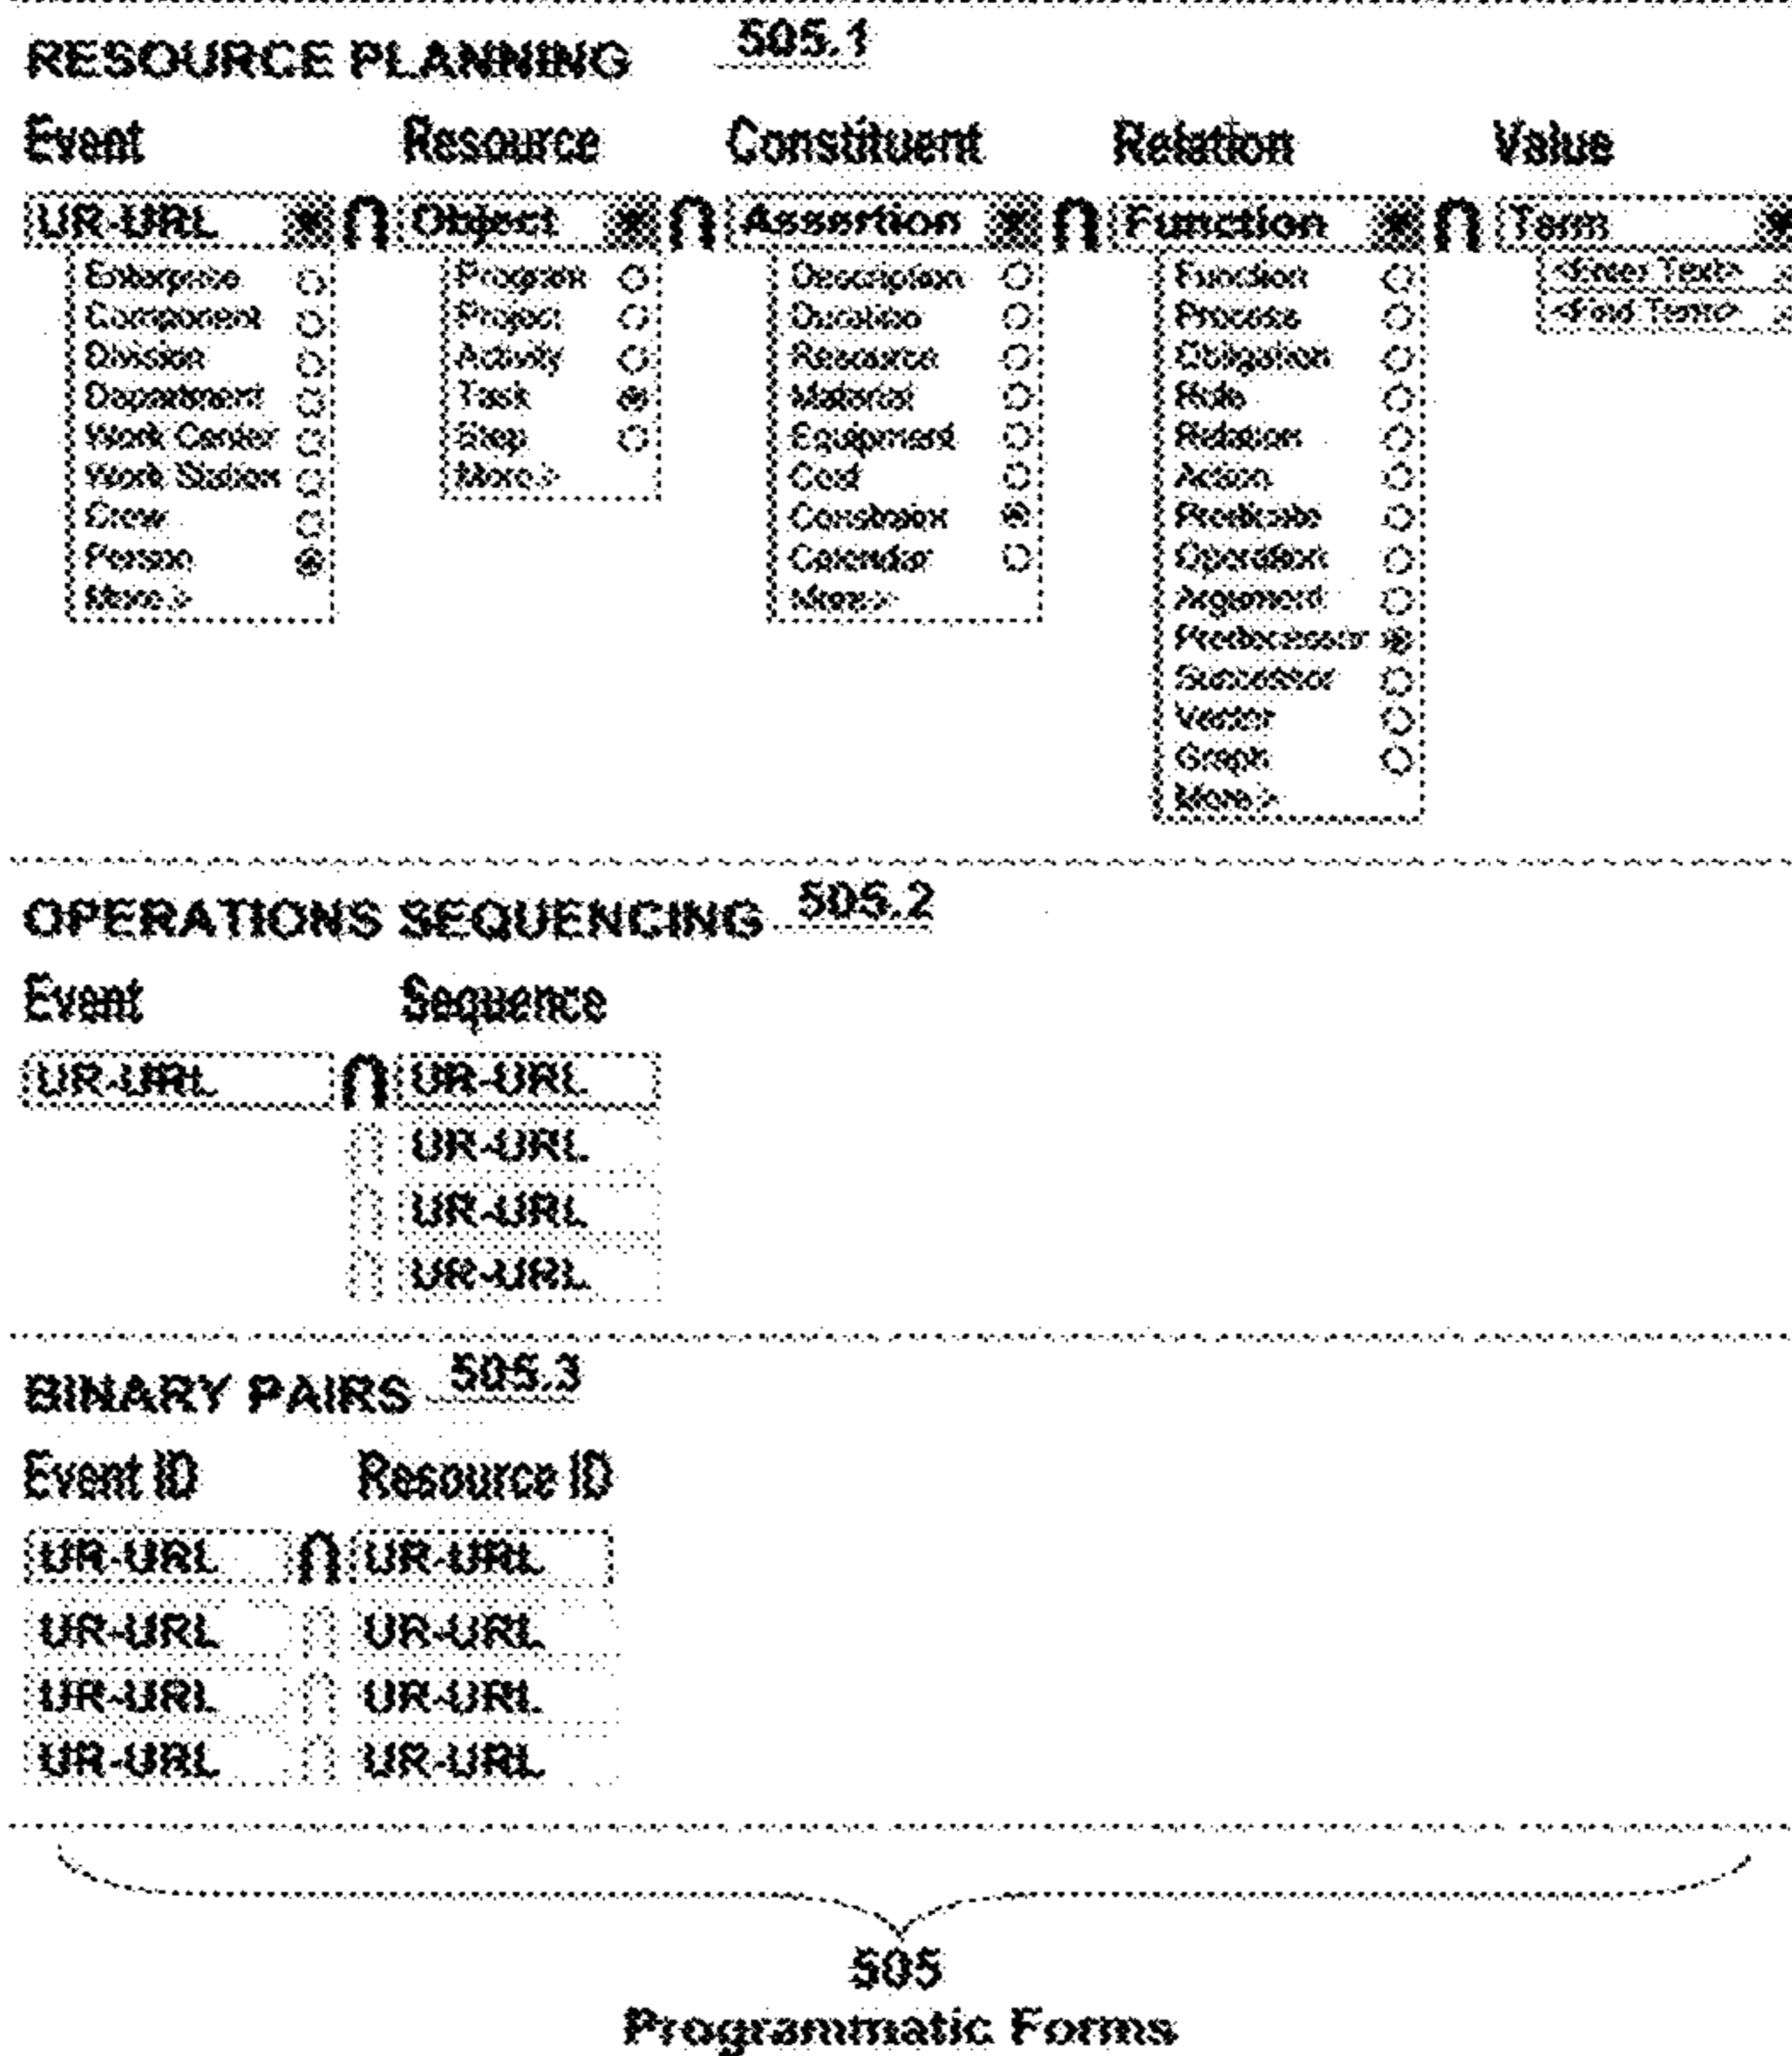 RESOURCE PLANNING 505.1
Event Resource Constituent Relation Value
UR-URL ∩ Object ∩ Assertion ∩ Function ∩ Term
Enterprise Program Description Function <Enter Text>
Component Project Duration Process <Find Term>
Division Activity Resource Obligation
Department Task Material Role
Work Center Step Equipment Relation
Work Station More > Cost Action
Crew Constraint Predicate
Person Calendar Operation
More > More > Argument
Predecessor
Successor
Vector
Graph
More >
OPERATIONS SEQUENCING 505.2
Event Sequence
UR-URL ∩ UR-URL
∩ UR-URL
∩ UR-URL
∩ UR-URL
BINARY PAIRS 505.3
Event ID Resource ID
UR-URL ∩ UR-URL
UR-URL ∩ UR-URL
UR-URL ∩ UR-URL
UR-URL ∩ UR-URL
505
Programmatic Forms